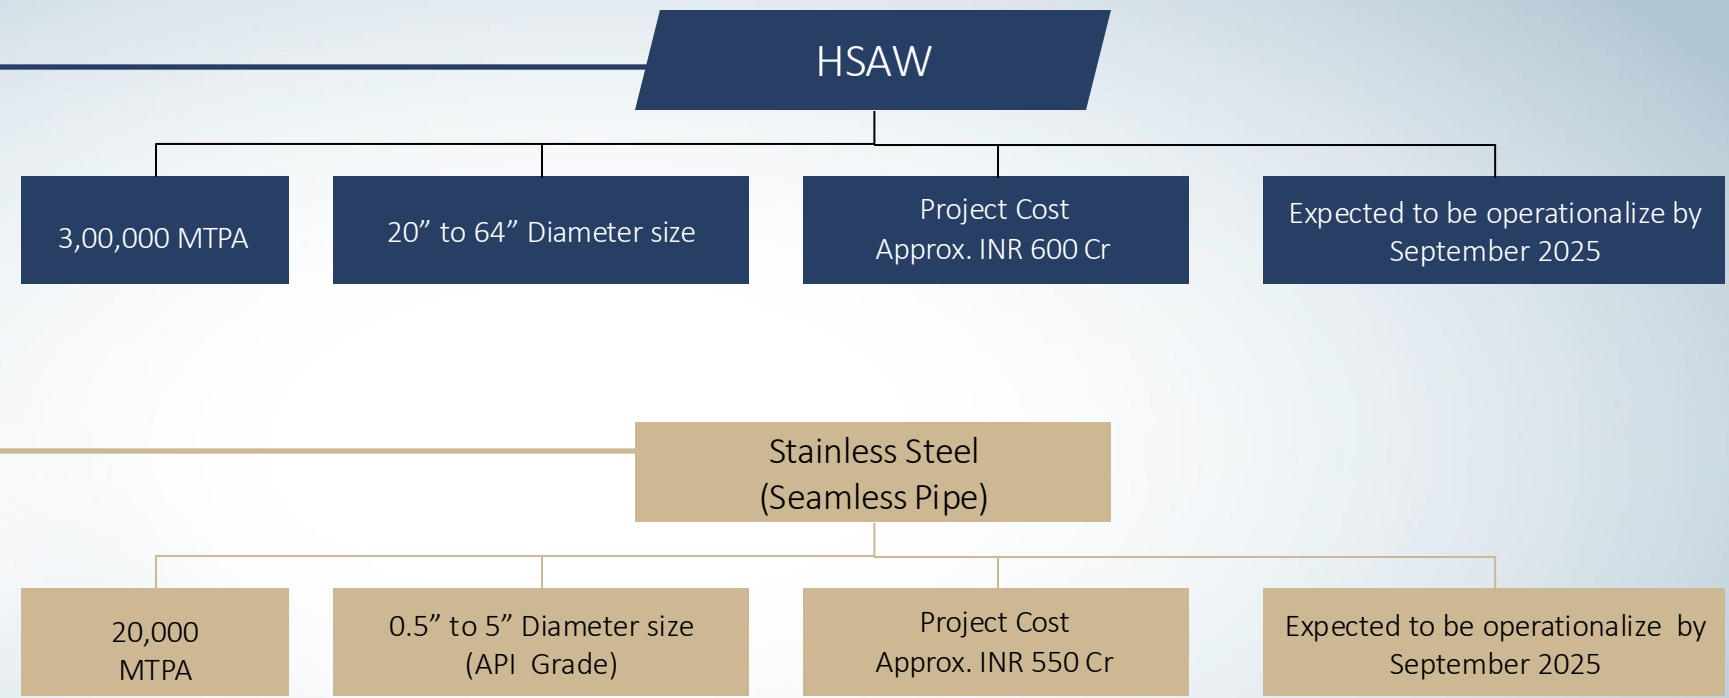 HSAW
3,00,000 MTPA
20” to 64” Diameter size
Project Cost
Approx. INR 600 Cr
Expected to be operationalize by
September 2025
Stainless Steel
(Seamless Pipe)
20,000
MTPA
0.5” to 5” Diameter size
(API Grade)
Project Cost
Approx. INR 550 Cr
Expected to be operationalize by
September 2025